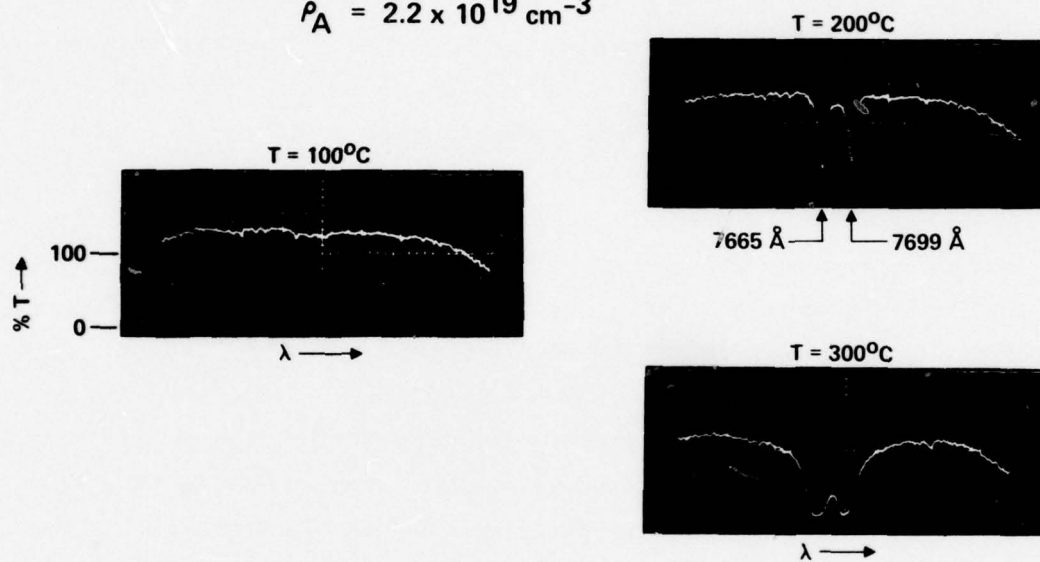 ρA = 2.2 x 10^19 cm^-3
T = 200°C
7665 Å
7699 Å
T = 100°C
100
% T
0
λ
T = 300°C
λ